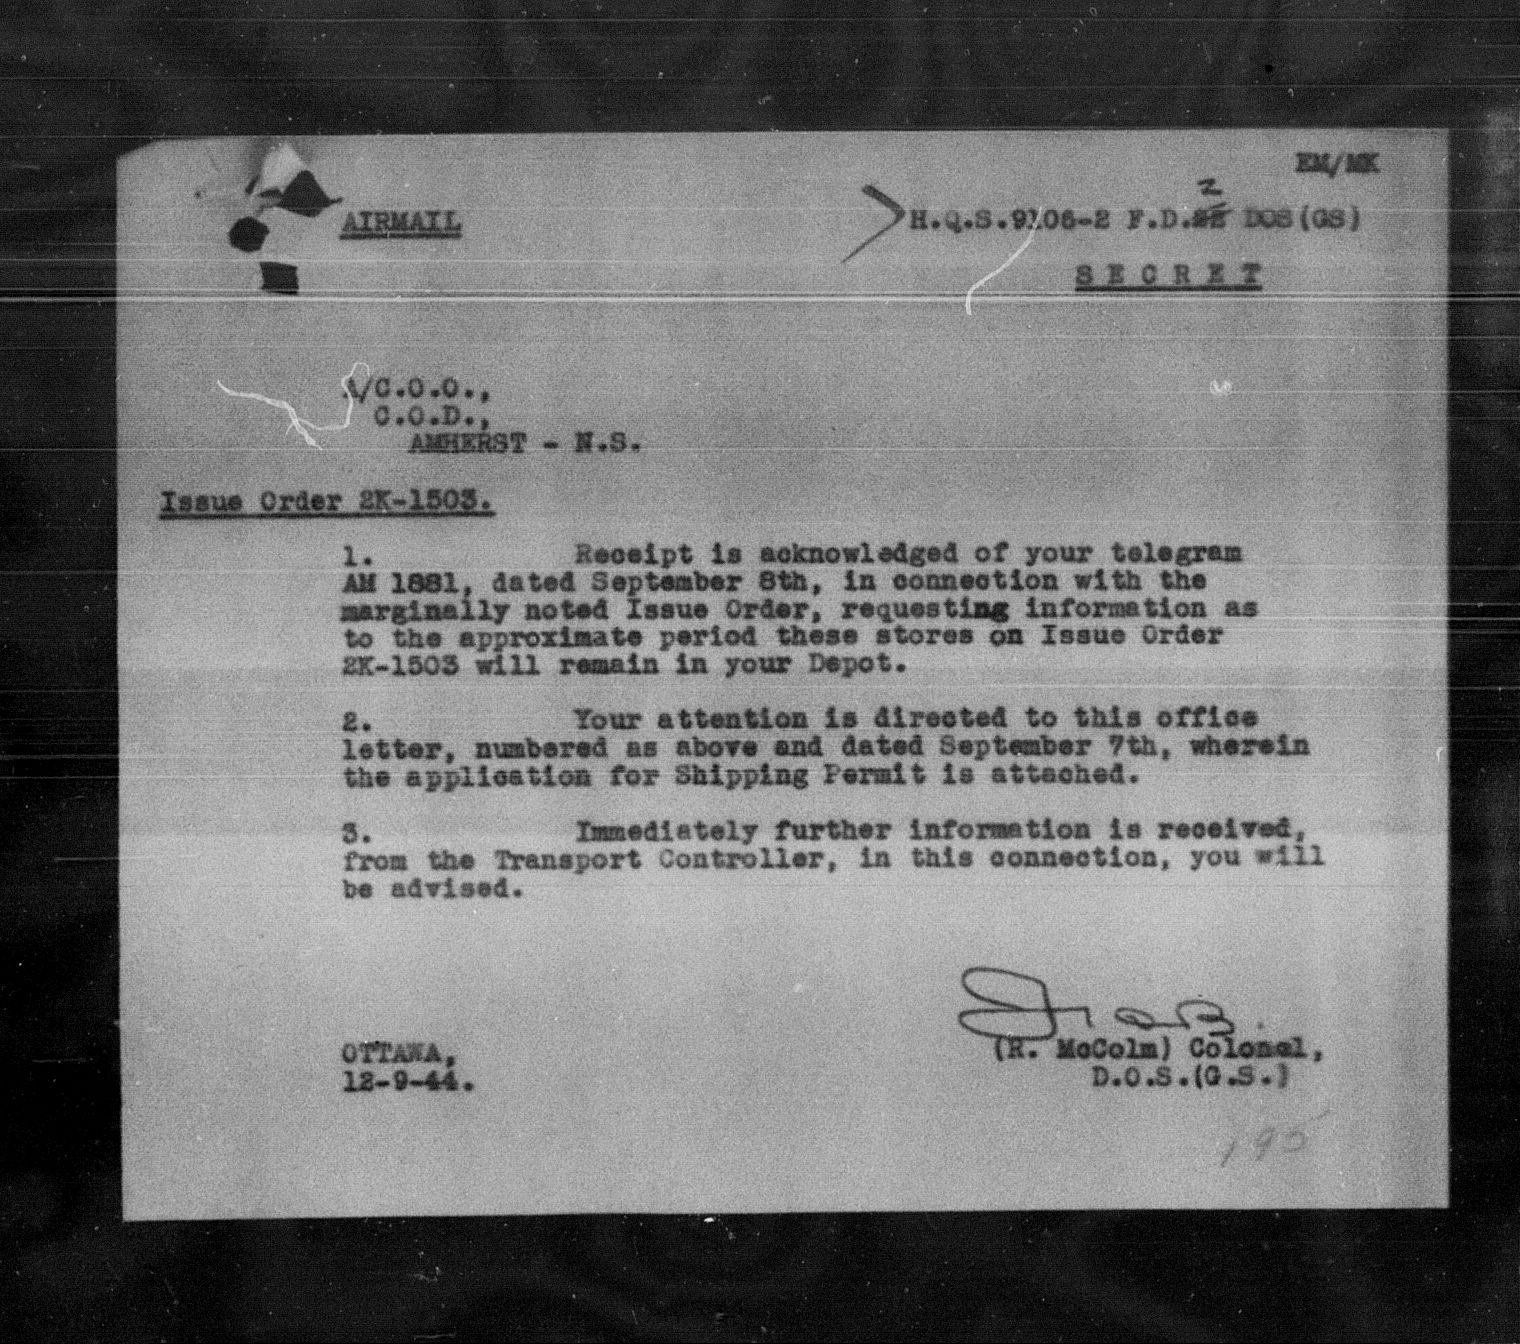 EM/MK
2
AIRMAIL
H.Q.S.9106-2 F.D. DOS(GS)
S E C R E T
A/C.O.O.,
C.O.D.,
AMHERST - N.S.
Issue Order 2K-1503.
1. Receipt is acknowledged of your telegram
AM 1881, dated September 8th, in connection with the
marginally noted Issue Order, requesting information as
to the approximate period these stores on Issue Order
2K-1503 will remain in your Depot.
2. Your attention is directed to this office
letter, numbered as above and dated September 7th, wherein
the application for Shipping Permit is attached.
3. Immediately further information is received,
from the Transport Controller, in this connection, you will
be advised.
(R. McColm) Colonel,
D.O.S.(G.S.)
OTTAWA,
12-9-44.
195